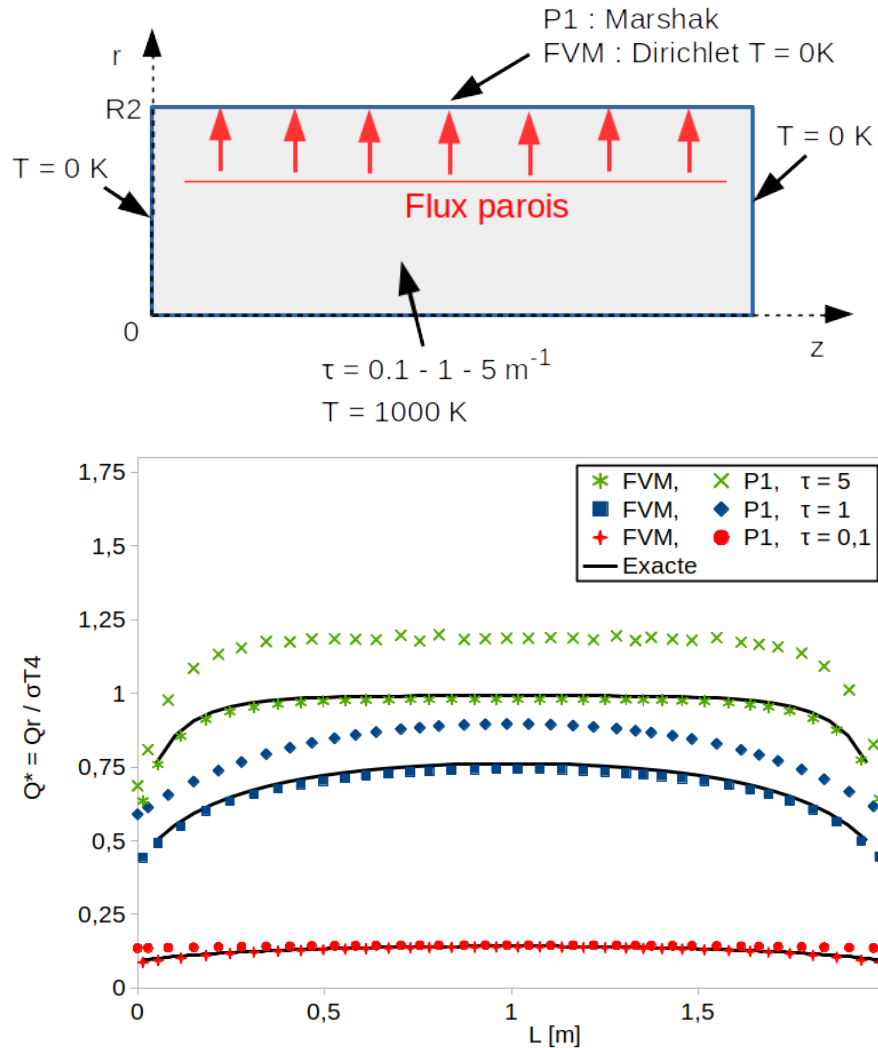 P1 : Marshak
FVM : Dirichlet T = 0K
r
R2
T = 0 K
T = 0 K
Flux parois
0
z
τ = 0.1 - 1 - 5 m⁻¹
T = 1000 K
1,75
1,5
1,25
1
0,75
0,5
0,25
0
Q* = Qr / σT4
FVM, P1, τ = 5
FVM, P1, τ = 1
FVM, P1, τ = 0,1
Exacte
0 0,5 1 1,5
L [m]